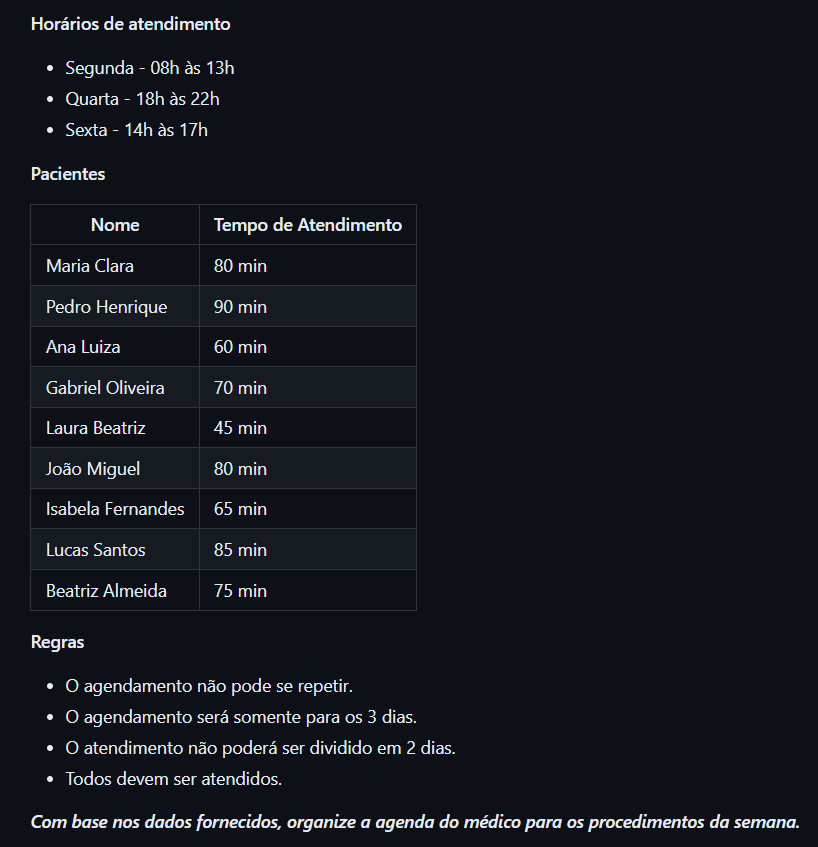 Horários de atendimento
• Segunda - 08h às 13h
• Quarta - 18h às 22h
• Sexta - 14h às 17h
Pacientes
Nome Tempo de Atendimento
Maria Clara 80 min
Pedro Henrique 90 min
Ana Luiza 60 min
Gabriel Oliveira 70 min
Laura Beatriz 45 min
João Miguel 80 min
Isabela Fernandes 65 min
Lucas Santos 85 min
Beatriz Almeida 75 min
Regras
• O agendamento não pode se repetir.
• O agendamento será somente para os 3 dias.
• O atendimento não poderá ser dividido em 2 dias.
• Todos devem ser atendidos.
Com base nos dados fornecidos, organize a agenda do médico para os procedimentos da semana.